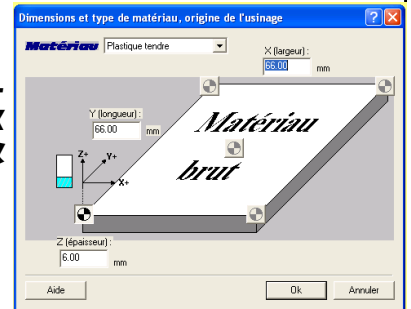 Dimensions et type de matériau, origine de l'usinage
Matériau Plastique tendre
X (largeur) :
66.00 mm
Y (longueur) :
66.00 mm
Matériau
brut
Z+ Y+
X+
Z (épaisseur) :
6.00 mm
Aide Ok Annuler